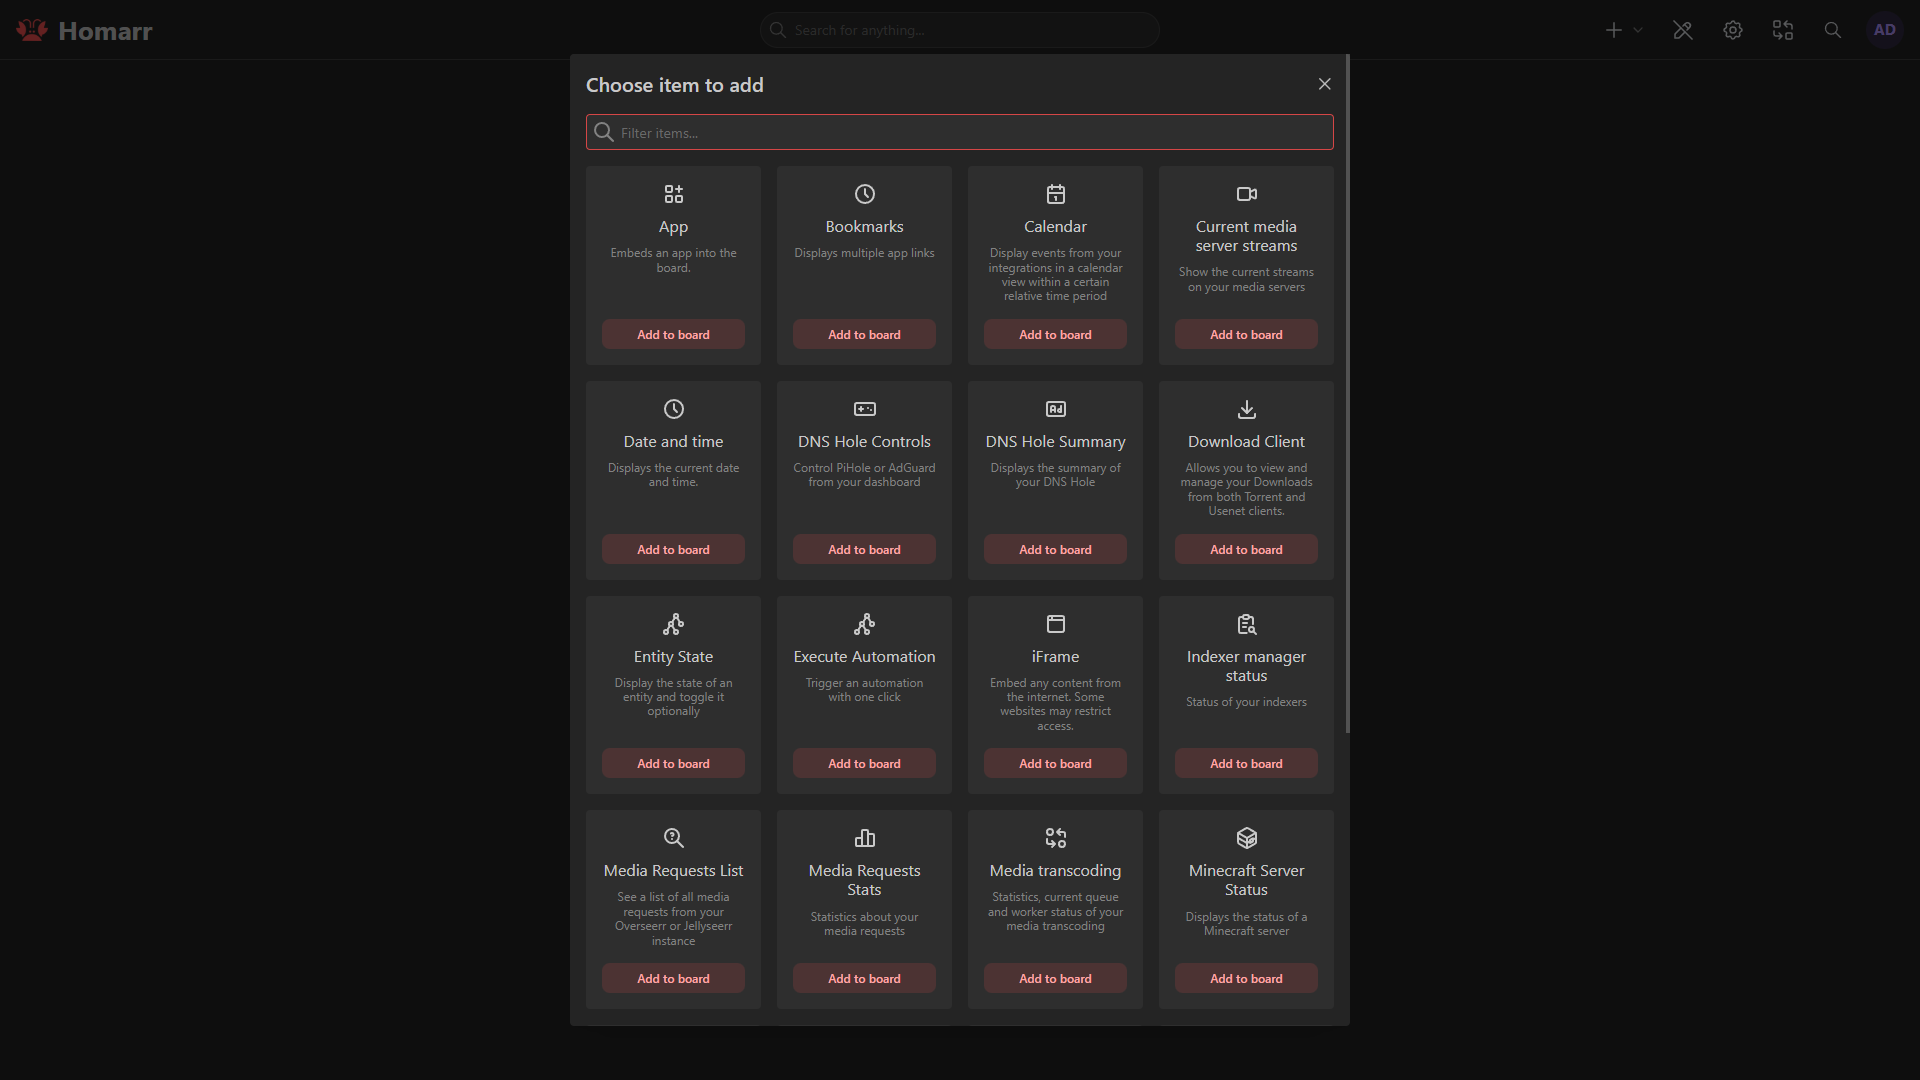 Homarr
Search for anything...
AD
Choose item to add
Filter items...
App
Embeds an app into the
board.
Add to board
Bookmarks
Displays multiple app links
Add to board
Calendar
Display events from your
integrations in a calendar
view within a certain
relative time period
Add to board
Current media
server streams
Show the current streams
on your media servers
Add to board
Date and time
Displays the current date
and time.
Add to board
DNS Hole Controls
Control PiHole or AdGuard
from your dashboard
Add to board
Ad
DNS Hole Summary
Displays the summary of
your DNS Hole
Add to board
Download Client
Allows you to view and
manage your Downloads
from both Torrent and
Usenet clients.
Add to board
Entity State
Display the state of an
entity and toggle it
optionally
Add to board
Execute Automation
Trigger an automation
with one click
Add to board
iFrame
Embed any content from
the internet. Some
websites may restrict
access.
Add to board
Indexer manager
status
Status of your indexers
Add to board
Media Requests List
See a list of all media
requests from your
Overseerr or Jellyseerr
instance
Add to board
Media Requests
Stats
Statistics about your
media requests
Add to board
Media transcoding
Statistics, current queue
and worker status of your
media transcoding
Add to board
Minecraft Server
Status
Displays the status of a
Minecraft server
Add to board